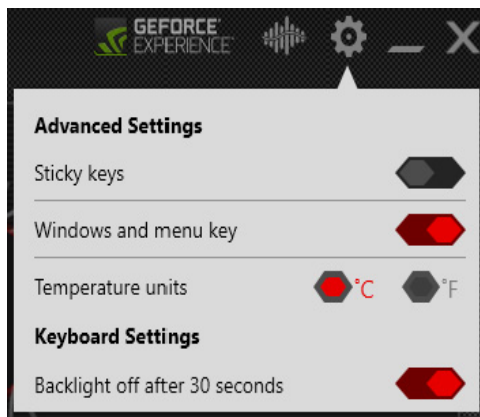 GEFORCE
EXPERIENCE
Advanced Settings
Sticky keys
Windows and menu key
Temperature units °C °F
Keyboard Settings
Backlight off after 30 seconds